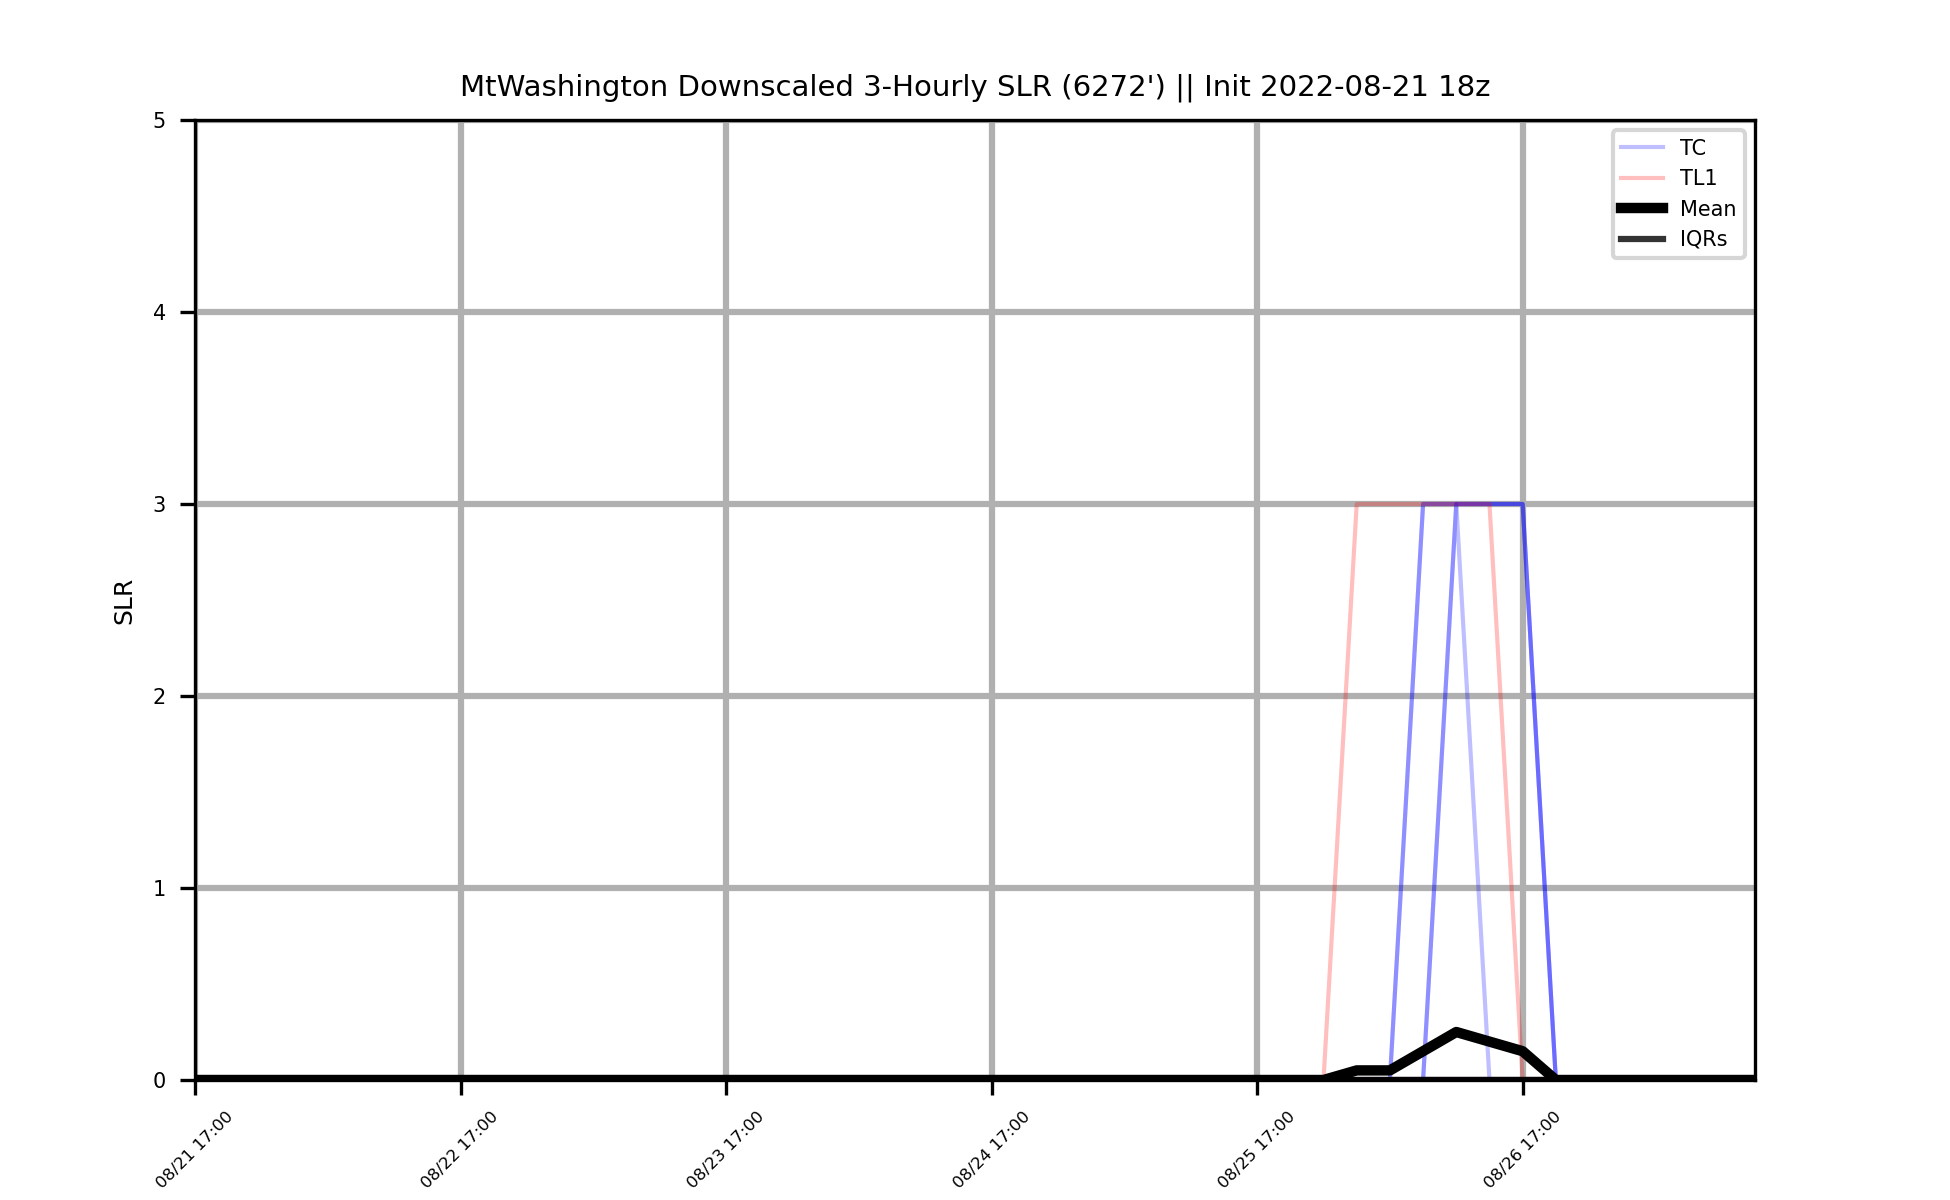 MtWashington Downscaled 3-Hourly SLR (6272') || Init 2022-08-21 18z
5
4
3
2
1
0
SLR
TC
TL1
Mean
IQRs
08/21 17:00
08/22 17:00
08/23 17:00
08/24 17:00
08/25 17:00
08/26 17:00